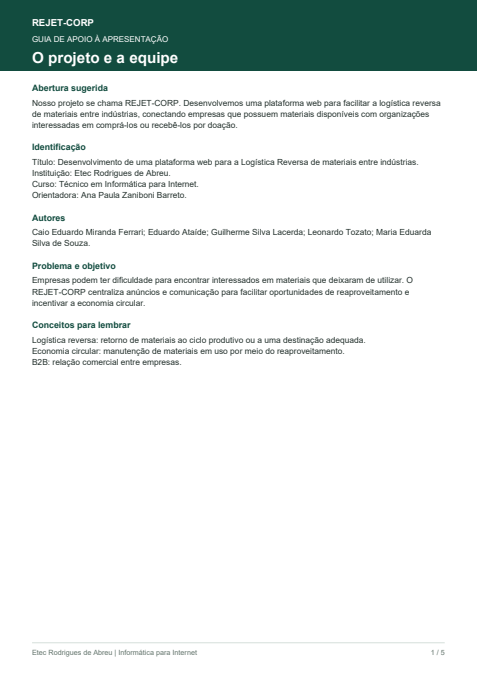 REJET-CORP
GUIA DE APOIO À APRESENTAÇÃO
O projeto e a equipe
Abertura sugerida
Nosso projeto se chama REJET-CORP. Desenvolvemos uma plataforma web para facilitar a logística reversa
de materiais entre indústrias, conectando empresas que possuem materiais disponíveis com organizações
interessadas em comprá-los ou recebê-los por doação.
Identificação
Título: Desenvolvimento de uma plataforma web para a Logística Reversa de materiais entre indústrias.
Instituição: Etec Rodrigues de Abreu.
Curso: Técnico em Informática para Internet.
Orientadora: Ana Paula Zaniboni Barreto.
Autores
Caio Eduardo Miranda Ferrari; Eduardo Ataíde; Guilherme Silva Lacerda; Leonardo Tozato; Maria Eduarda
Silva de Souza.
Problema e objetivo
Empresas podem ter dificuldade para encontrar interessados em materiais que deixaram de utilizar. O
REJET-CORP centraliza anúncios e comunicação para facilitar oportunidades de reaproveitamento e
incentivar a economia circular.
Conceitos para lembrar
Logística reversa: retorno de materiais ao ciclo produtivo ou a uma destinação adequada.
Economia circular: manutenção de materiais em uso por meio do reaproveitamento.
B2B: relação comercial entre empresas.
Etec Rodrigues de Abreu | Informática para Internet
1 / 5